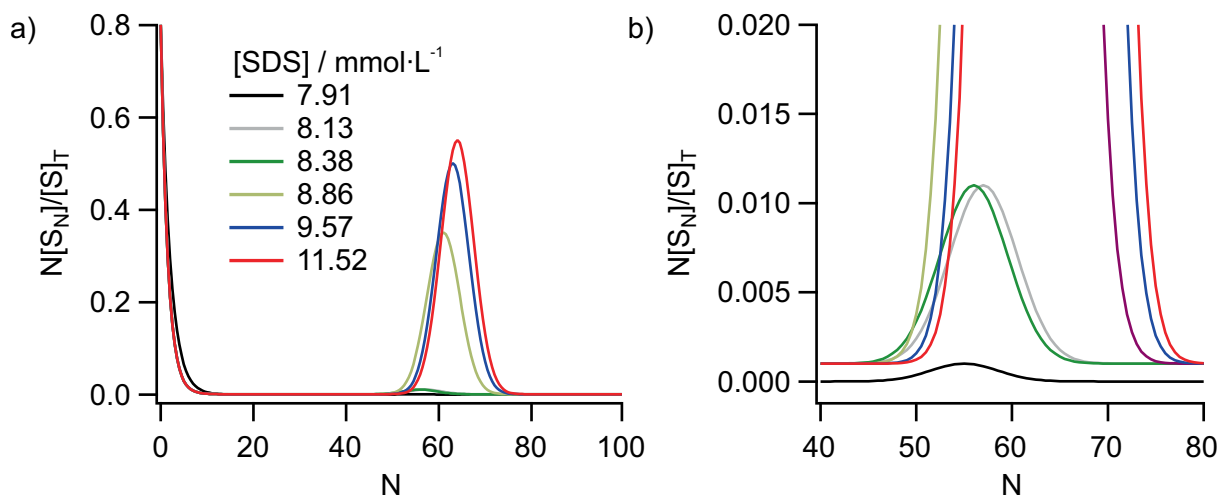 a)
N[S_N]/[S]_T
0.8
0.6
0.4
0.2
0.0
[SDS] / mmol·L⁻¹
7.91
8.13
8.38
8.86
9.57
11.52
0 20 40 60 80 100
N
b)
N[S_N]/[S]_T
0.020
0.015
0.010
0.005
0.000
40 50 60 70 80
N